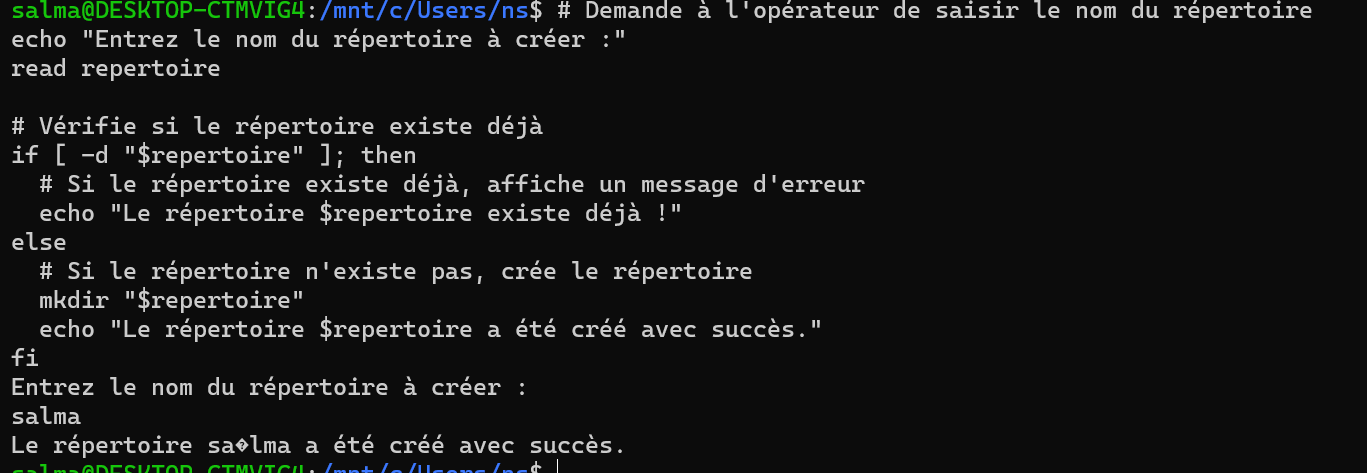 salma@DESKTOP-CTMVIG4:/mnt/c/Users/ns$ # Demande à l'opérateur de saisir le nom du répertoire
echo "Entrez le nom du répertoire à créer :"
read repertoire

# Vérifie si le répertoire existe déjà
if [ -d "$repertoire" ]; then
  # Si le répertoire existe déjà, affiche un message d'erreur
  echo "Le répertoire $repertoire existe déjà !"
else
  # Si le répertoire n'existe pas, crée le répertoire
  mkdir "$repertoire"
  echo "Le répertoire $repertoire a été créé avec succès."
fi
Entrez le nom du répertoire à créer :
salma
Le répertoire sa�lma a été créé avec succès.
salma@DESKTOP-CTMVIG4:/mnt/c/Users/ns$